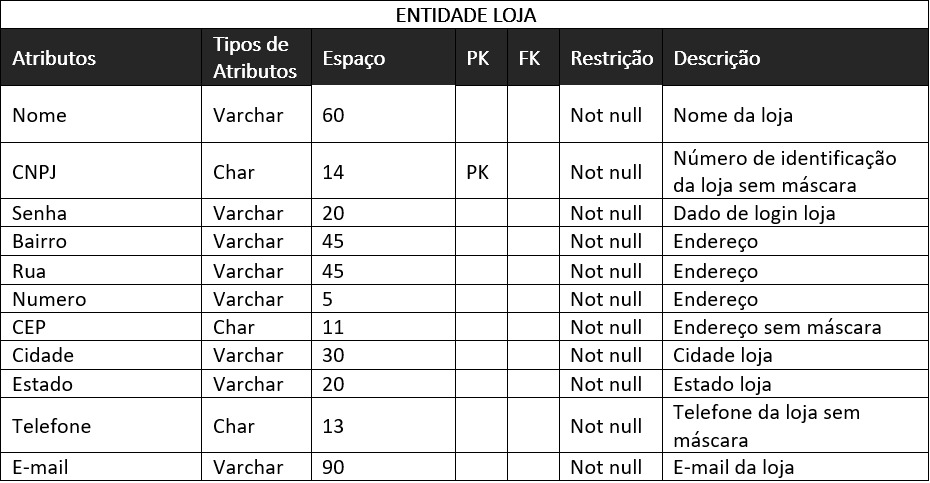 ENTIDADE LOJA
Atributos Tipos de Atributos Espaço PK FK Restrição Descrição
Nome Varchar 60 Not null Nome da loja
CNPJ Char 14 PK Not null Número de identificação da loja sem máscara
Senha Varchar 20 Not null Dado de login loja
Bairro Varchar 45 Not null Endereço
Rua Varchar 45 Not null Endereço
Numero Varchar 5 Not null Endereço
CEP Char 11 Not null Endereço sem máscara
Cidade Varchar 30 Not null Cidade loja
Estado Varchar 20 Not null Estado loja
Telefone Char 13 Not null Telefone da loja sem máscara
E-mail Varchar 90 Not null E-mail da loja